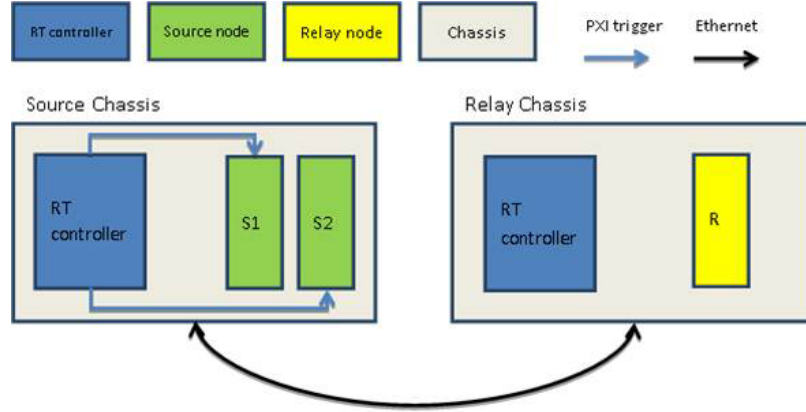 RT controller Source node Relay node Chassis PXI trigger Ethernet
Source Chassis Relay Chassis
RT
controller
S1
S2
RT
controller
R